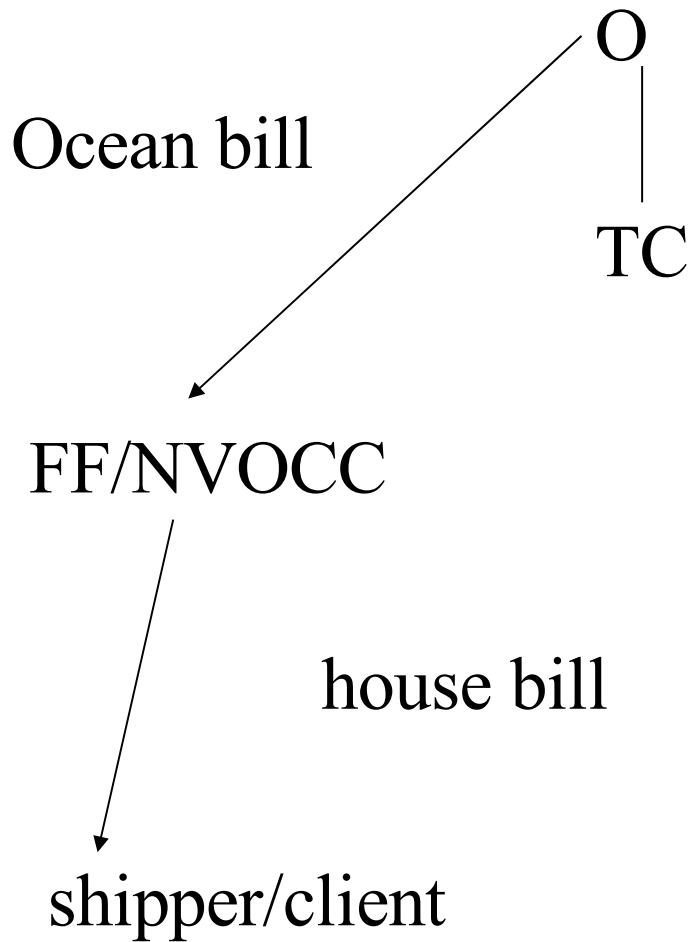 O
Ocean bill
TC
FF/NVOCC
house bill
shipper/client